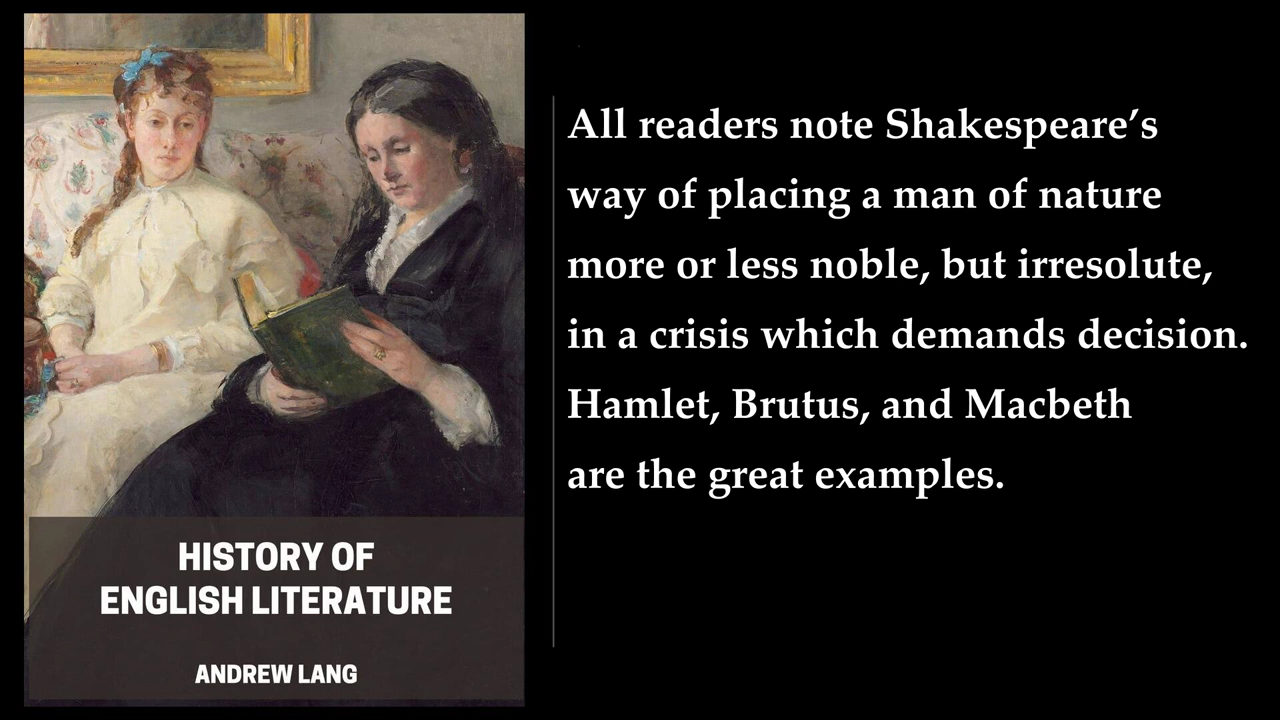 All readers note Shakespeare’s
way of placing a man of nature
more or less noble, but irresolute,
in a crisis which demands decision.
Hamlet, Brutus, and Macbeth
are the great examples.
HISTORY OF
ENGLISH LITERATURE
ANDREW LANG